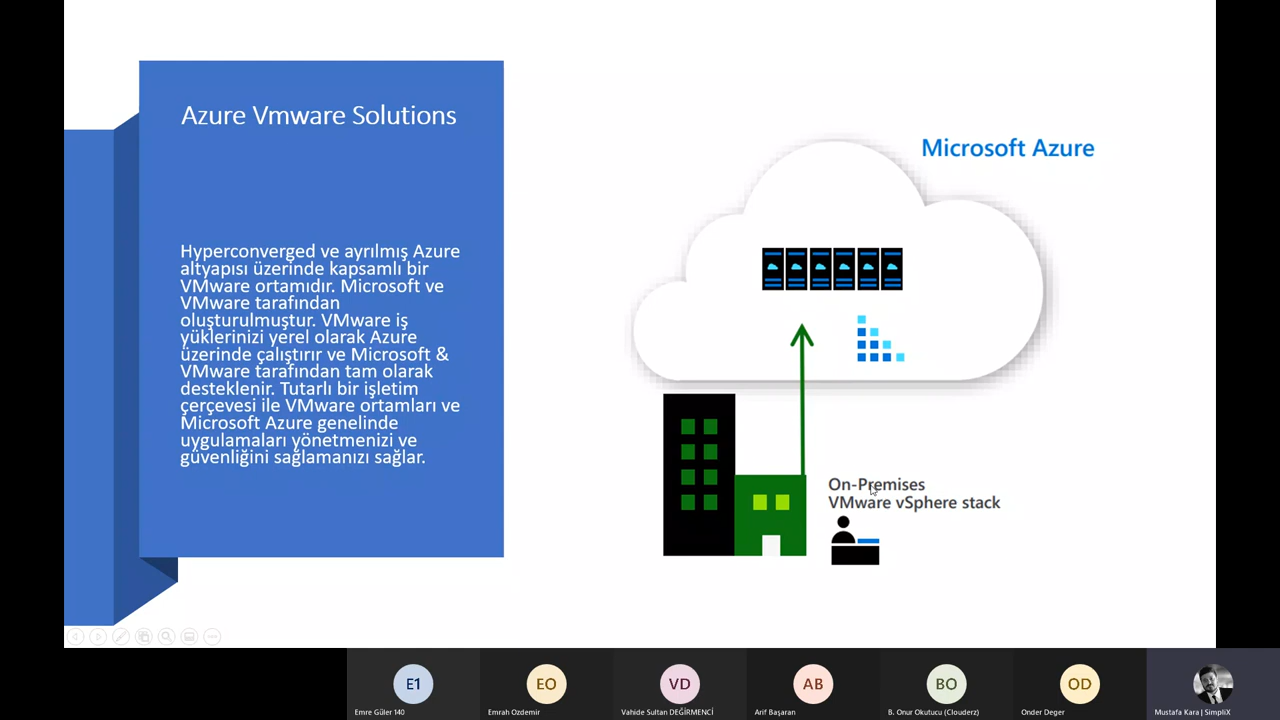 Azure Vmware Solutions
Hyperconverged ve ayrılmış Azure
altyapısı üzerinde kapsamlı bir
VMware ortamıdır. Microsoft ve
VMware tarafından
oluşturulmuştur. VMware iş
yüklerinizi yerel olarak Azure
üzerinde çalıştırır ve Microsoft &
VMware tarafından tam olarak
desteklenir. Tutarlı bir işletim
çerçevesi ile VMware ortamları ve
Microsoft Azure genelinde
uygulamaları yönetmenizi ve
güvenliğini sağlamanızı sağlar.
Microsoft Azure
On-Premises
VMware vSphere stack
E1
EO
VD
AB
BO
OD
Emre Güler 140
Emrah Ozdemir
Vahide Sultan DEĞİRMENCİ
Arif Başaran
B. Onur Okutucu (Clouderz)
Onder Deger
Mustafa Kara | SimpliX